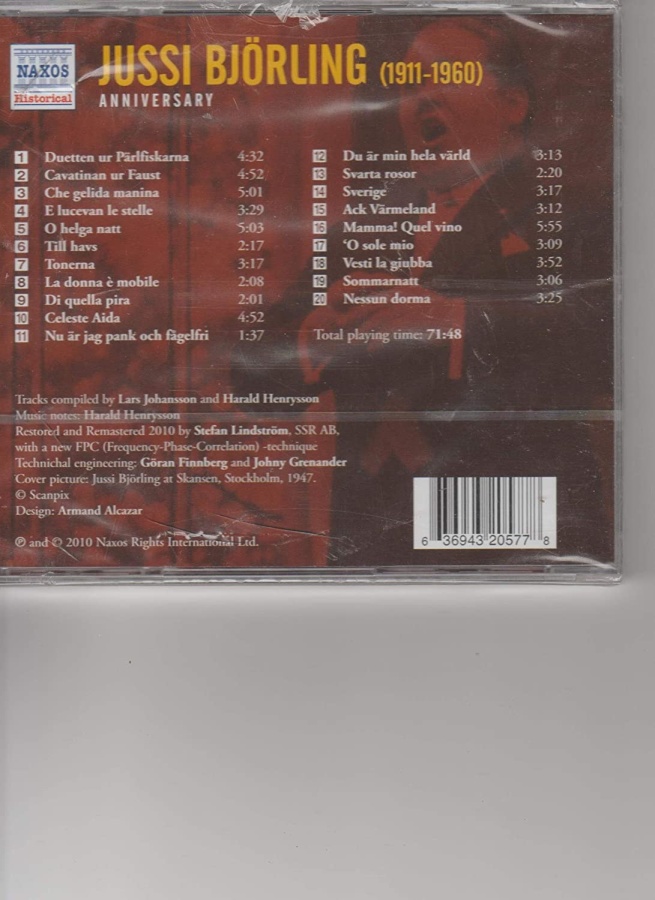 NAXOS
Historical
JUSSI BJÖRLING (1911-1960)
ANNIVERSARY
1 Duetten ur Pärlfiskarna 4:32
2 Cavatinan ur Faust 4:52
3 Che gelida manina 5:01
4 E lucevan le stelle 3:29
5 O helga natt 5:03
6 Till havs 2:17
7 Tonerna 3:17
8 La donna è mobile 2:08
9 Di quella pira 2:01
10 Celeste Aida 4:52
11 Nu är jag pank och fågelfri 1:37
12 Du är min hela värld 3:13
13 Svarta rosor 2:20
14 Sverige 3:17
15 Ack Värmeland 3:12
16 Mamma! Quel vino 5:55
17 'O sole mio 3:09
18 Vesti la giubba 3:52
19 Sommarnatt 3:06
20 Nessun dorma 3:25
Total playing time: 71:48
Tracks compiled by Lars Johansson and Harald Henrysson
Music notes: Harald Henrysson
Restored and Remastered 2010 by Stefan Lindström, SSR AB,
with a new FPC (Frequency-Phase-Correlation) -technique
Technichal engineering: Göran Finnberg and Johny Grenander
Cover picture: Jussi Björling at Skansen, Stockholm, 1947.
© Scanpix
Design: Armand Alcazar
℗ and © 2010 Naxos Rights International Ltd.
6 36943 20577 8